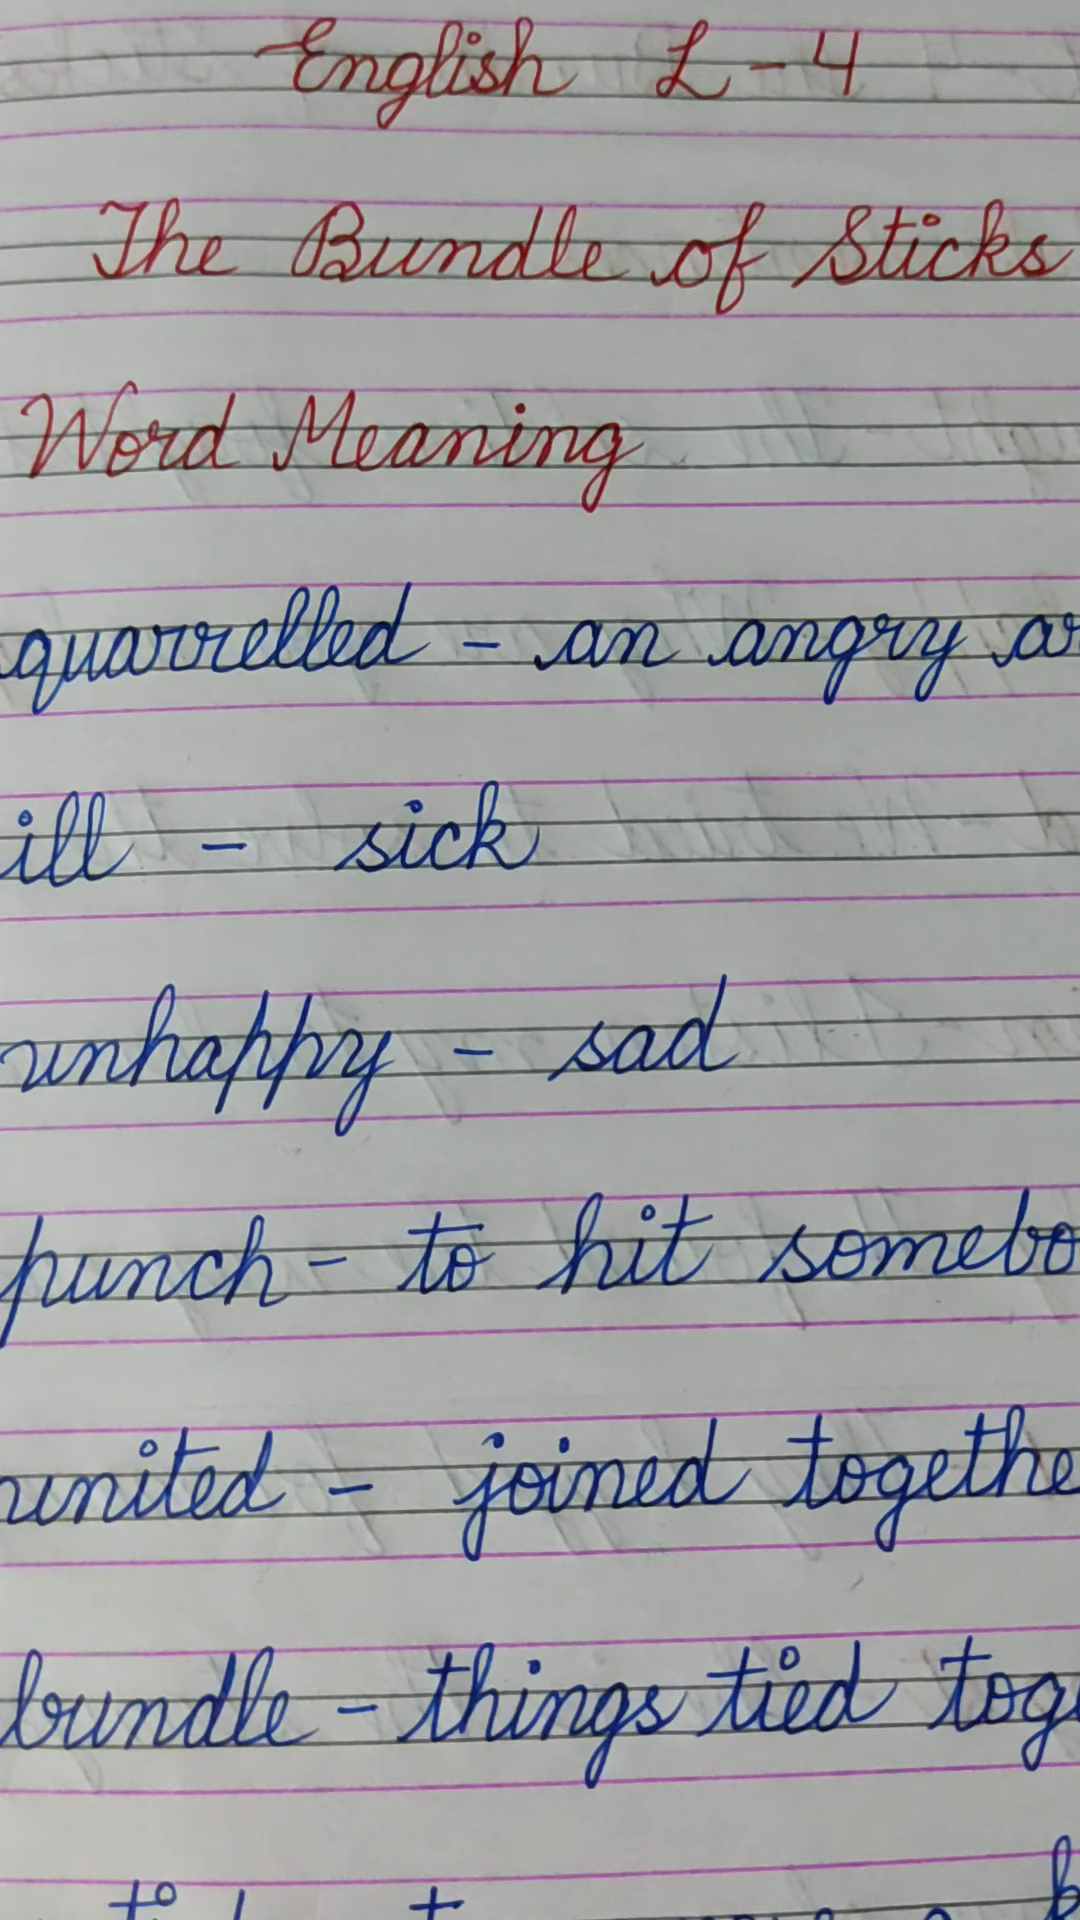 English L-4
The Bundle of Sticks
Word Meaning
quarrelled - an angry
ill - sick
unhappy - sad
punch - to hit somebo
united - joined togethe
bundle - things tied toge